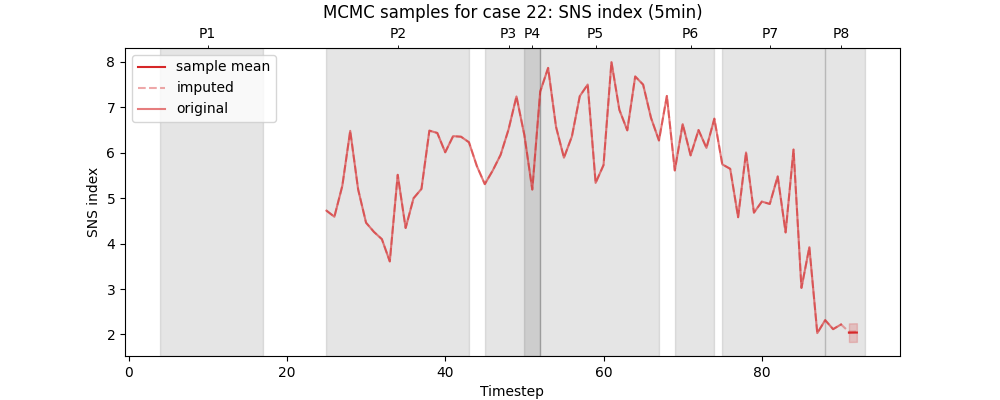 MCMC samples for case 22: SNS index (5min)
P1 P2 P3 P4 P5 P6 P7 P8
sample mean
imputed
original
8
7
6
5
4
3
2
SNS index
0 20 40 60 80
Timestep